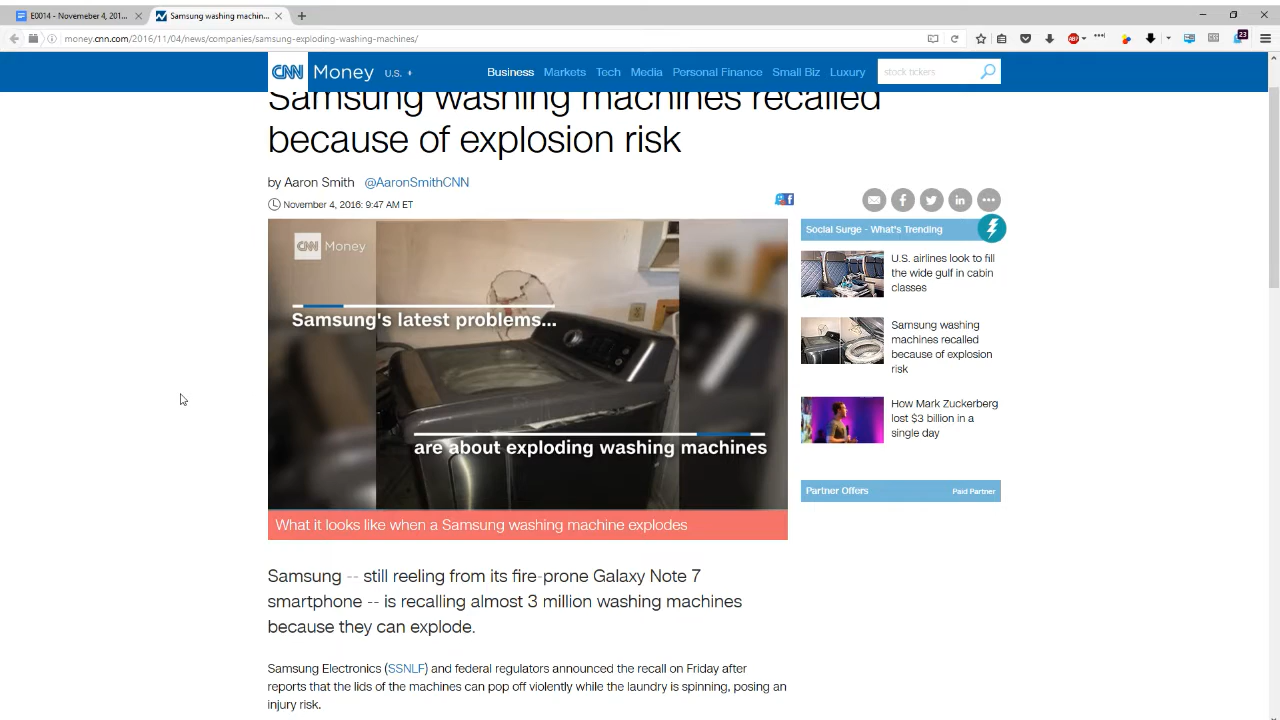 E0014 - Novemeber 4, 201...
Samsung washing machin...
money.cnn.com/2016/11/04/news/companies/samsung-exploding-washing-machines/
ABP
23
CNN Money U.S. +
Business Markets Tech Media Personal Finance Small Biz Luxury
stock tickers
Samsung washing machines recalled
because of explosion risk
by Aaron Smith @AaronSmithCNN
November 4, 2016: 9:47 AM ET
CNN Money
Samsung's latest problems...
are about exploding washing machines
What it looks like when a Samsung washing machine explodes
Social Surge - What's Trending
U.S. airlines look to fill
the wide gulf in cabin
classes
Samsung washing
machines recalled
because of explosion
risk
How Mark Zuckerberg
lost $3 billion in a
single day
Partner Offers Paid Partner
Samsung -- still reeling from its fire-prone Galaxy Note 7
smartphone -- is recalling almost 3 million washing machines
because they can explode.
Samsung Electronics (SSNLF) and federal regulators announced the recall on Friday after
reports that the lids of the machines can pop off violently while the laundry is spinning, posing an
injury risk.